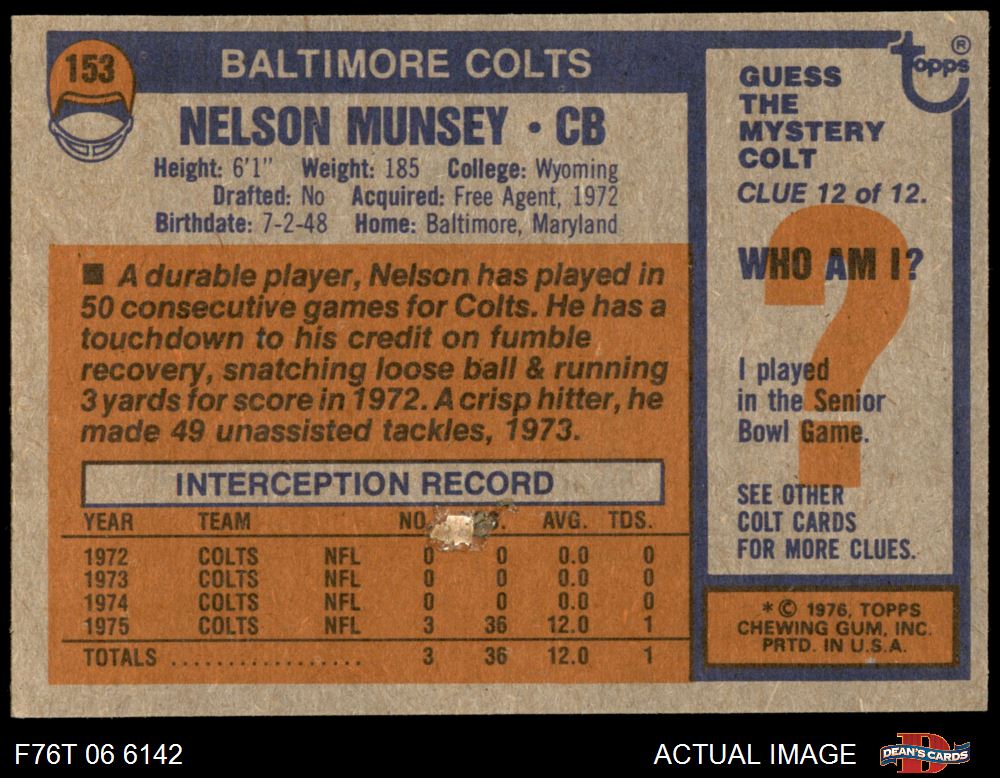 153
BALTIMORE COLTS
NELSON MUNSEY • CB
Height: 6'1" Weight: 185 College: Wyoming
Drafted: No Acquired: Free Agent, 1972
Birthdate: 7-2-48 Home: Baltimore, Maryland
■ A durable player, Nelson has played in
50 consecutive games for Colts. He has a
touchdown to his credit on fumble
recovery, snatching loose ball & running
3 yards for score in 1972. A crisp hitter, he
made 49 unassisted tackles, 1973.
INTERCEPTION RECORD
YEAR TEAM NO. AVG. TDS.
1972 COLTS NFL 0 0 0.0 0
1973 COLTS NFL 0 0 0.0 0
1974 COLTS NFL 0 0 0.0 0
1975 COLTS NFL 3 36 12.0 1
TOTALS .................. 3 36 12.0 1
topps ®
GUESS
THE
MYSTERY
COLT
CLUE 12 of 12.
?
WHO AM I?
I played
in the Senior
Bowl Game.
SEE OTHER
COLT CARDS
FOR MORE CLUES.
* © 1976, TOPPS
CHEWING GUM, INC.
PRTD. IN U.S.A.
F76T 06 6142
ACTUAL IMAGE
D
DEAN'S CARDS